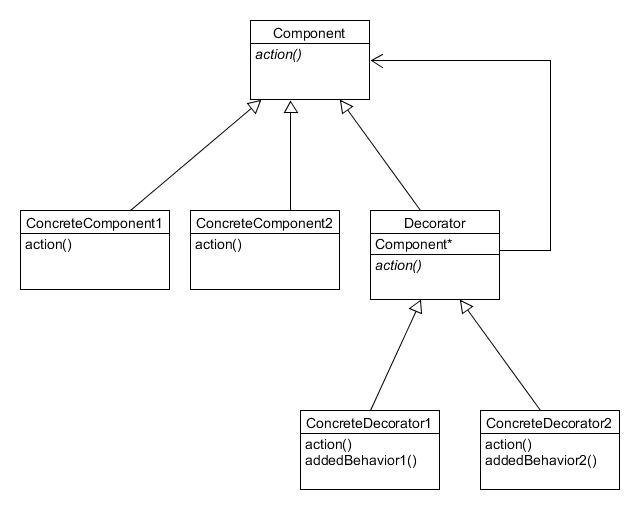 Component
action()
ConcreteComponent1
action()
ConcreteComponent2
action()
Decorator
Component*
action()
ConcreteDecorator1
action()
addedBehavior1()
ConcreteDecorator2
action()
addedBehavior2()